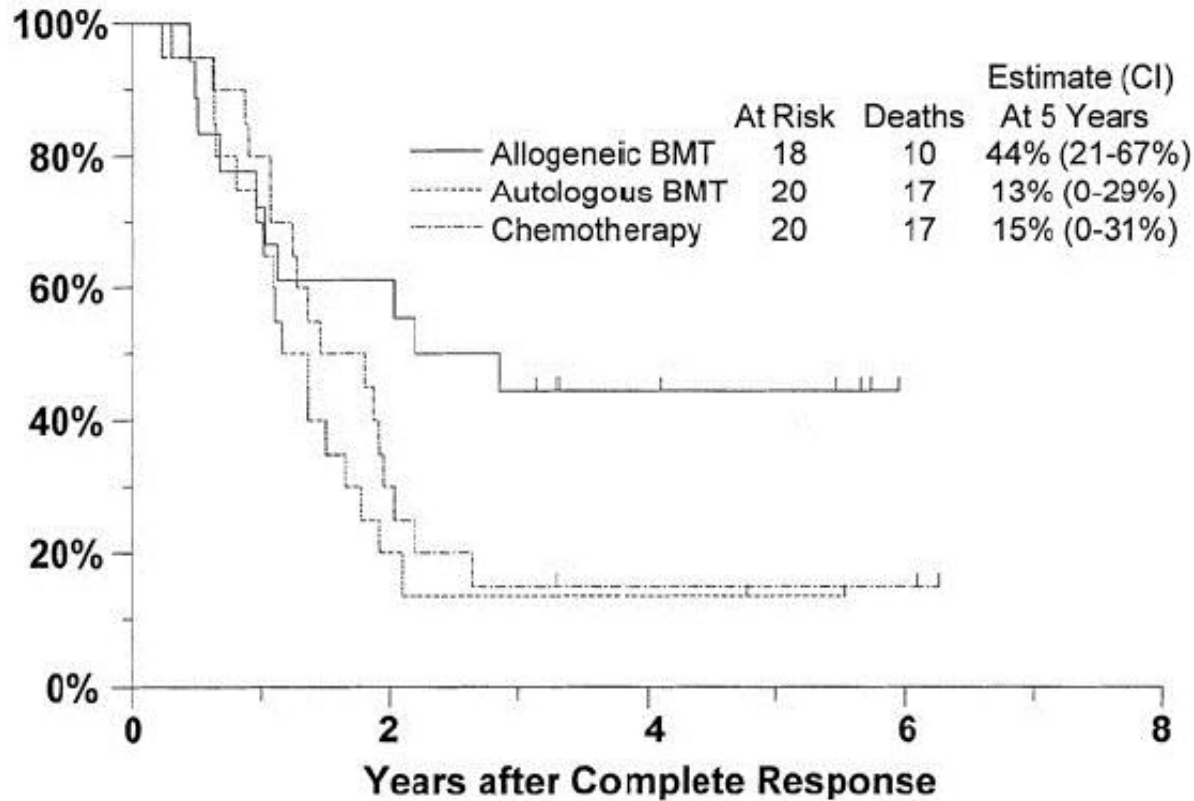 100%
80%
60%
40%
20%
0%
Estimate (CI)
At Risk Deaths At 5 Years
Allogeneic BMT 18 10 44% (21-67%)
Autologous BMT 20 17 13% (0-29%)
Chemotherapy 20 17 15% (0-31%)
0 2 4 6 8
Years after Complete Response